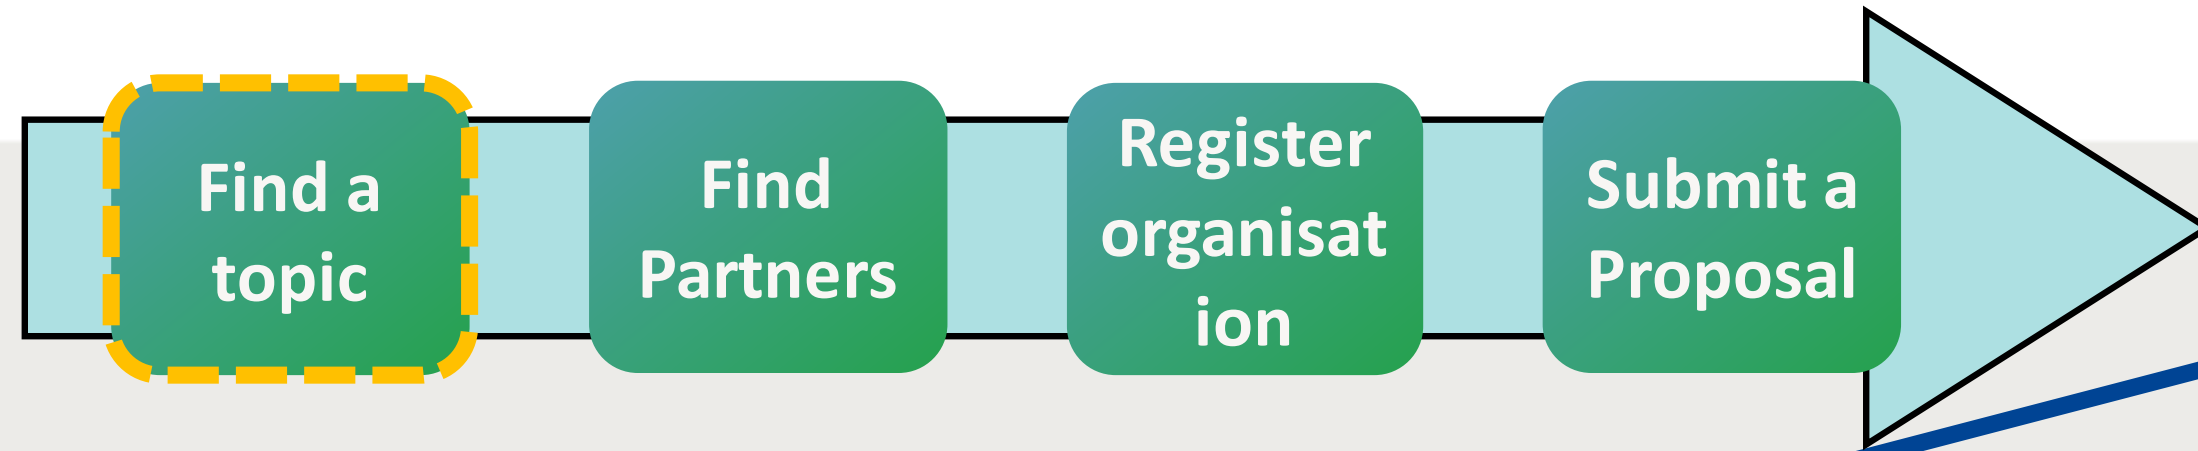 Find a
topic
Find
Partners
Register
organisat
ion
Submit a
Proposal